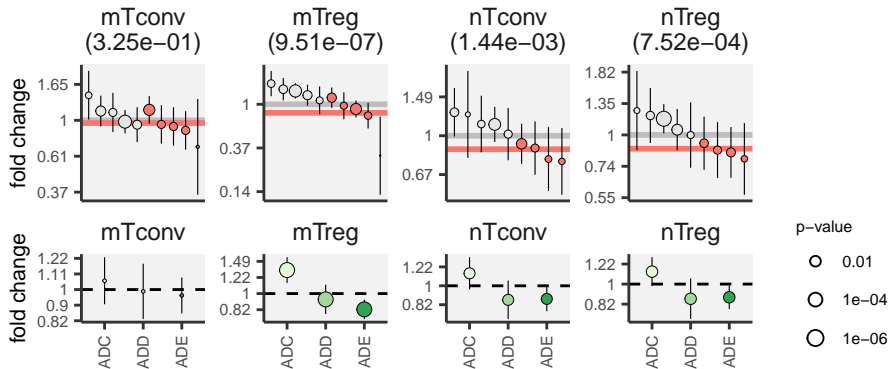 mTconv
(3.25e−01)
mTreg
(9.51e−07)
nTconv
(1.44e−03)
nTreg
(7.52e−04)
fold change
1.65
1
0.61
0.37
1
0.37
0.14
1.49
1
0.67
1.82
1.35
1
0.74
0.55
mTconv
mTreg
nTconv
nTreg
fold change
1.22
1.11
1
0.9
0.82
1.49
1.22
1
0.82
1.22
1
0.82
1.22
1
0.82
ADC
ADD
ADE
ADC
ADD
ADE
ADC
ADD
ADE
ADC
ADD
ADE
p−value
0.01
1e−04
1e−06